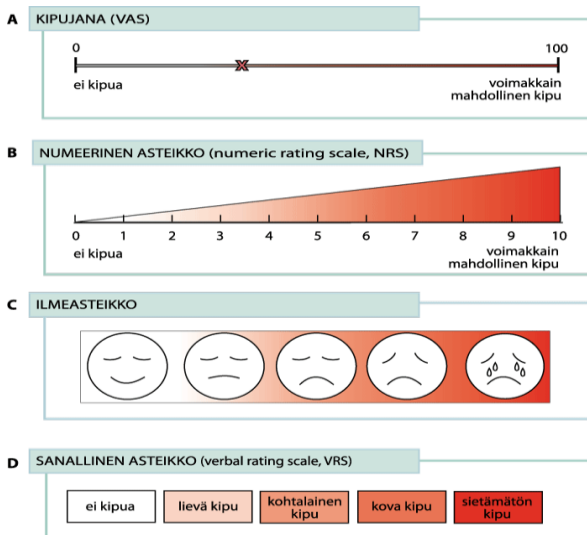 A KIPUJANA (VAS)
0 100
ei kipua voimakkain
mahdollinen kipu
B NUMEERINEN ASTEIKKO (numeric rating scale, NRS)
0 1 2 3 4 5 6 7 8 9 10
ei kipua voimakkain
mahdollinen kipu
C ILMEASTEIKKO
D SANALLINEN ASTEIKKO (verbal rating scale, VRS)
ei kipua
lievä kipu
kohtalainen
kipu
kova kipu
sietämätön
kipu